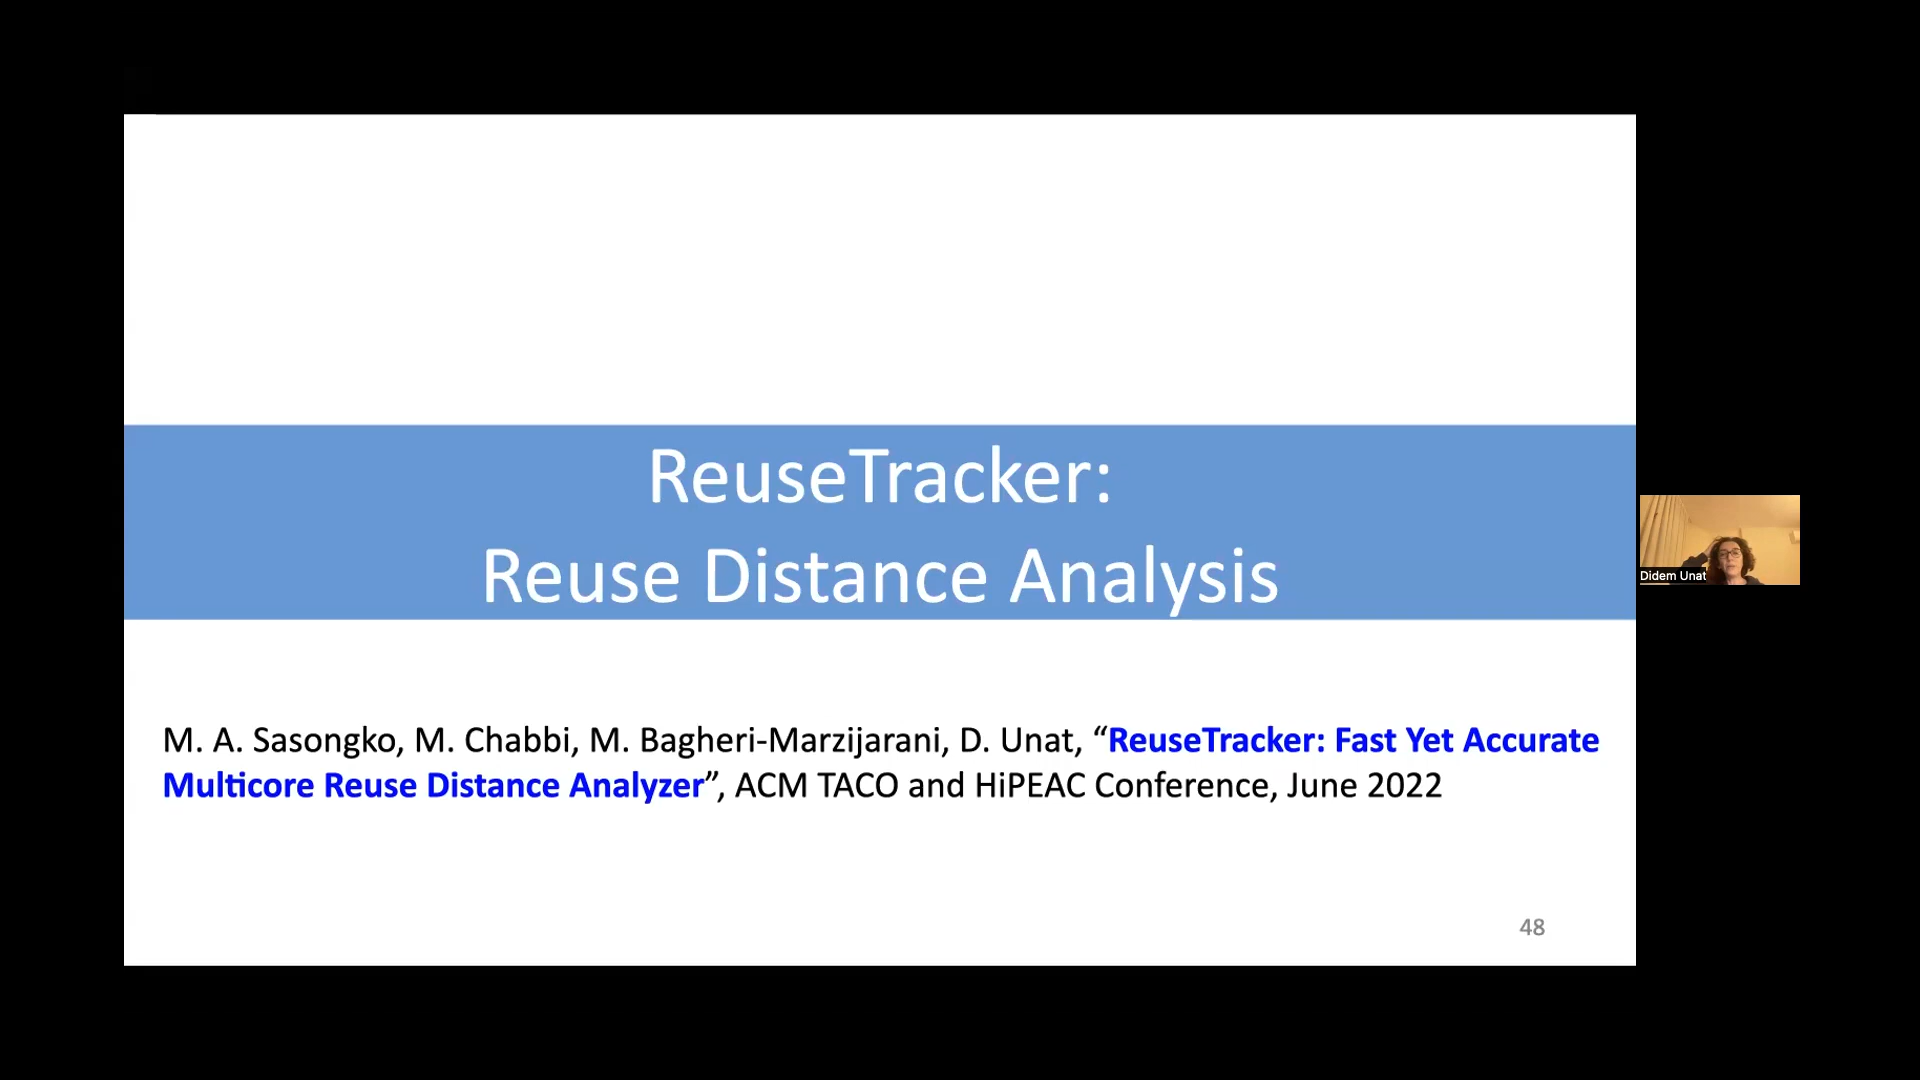 ReuseTracker:
Reuse Distance Analysis
Didem Unat
M. A. Sasongko, M. Chabbi, M. Bagheri-Marzijarani, D. Unat, “ReuseTracker: Fast Yet Accurate
Multicore Reuse Distance Analyzer”, ACM TACO and HiPEAC Conference, June 2022
48